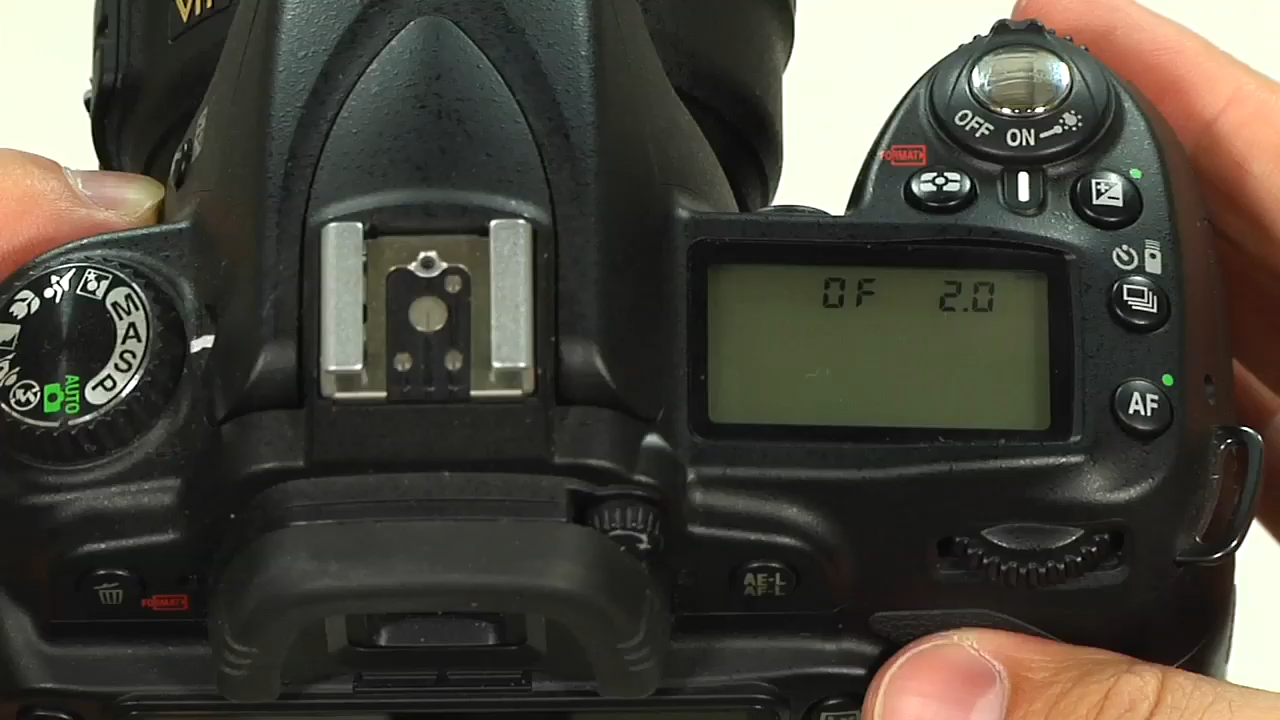 OFF ON
FORMAT
0F 2.0
M A S P
AUTO
AF
AE-L
AF-L
FORMAT